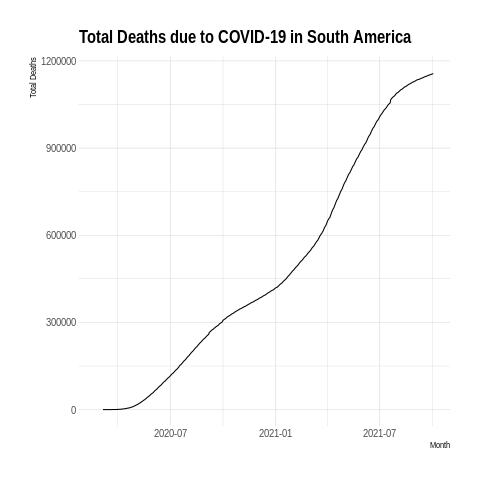 Total Deaths due to COVID-19 in South America
Total Deaths
1200000
900000
600000
300000
0
2020-07 2021-01 2021-07
Month